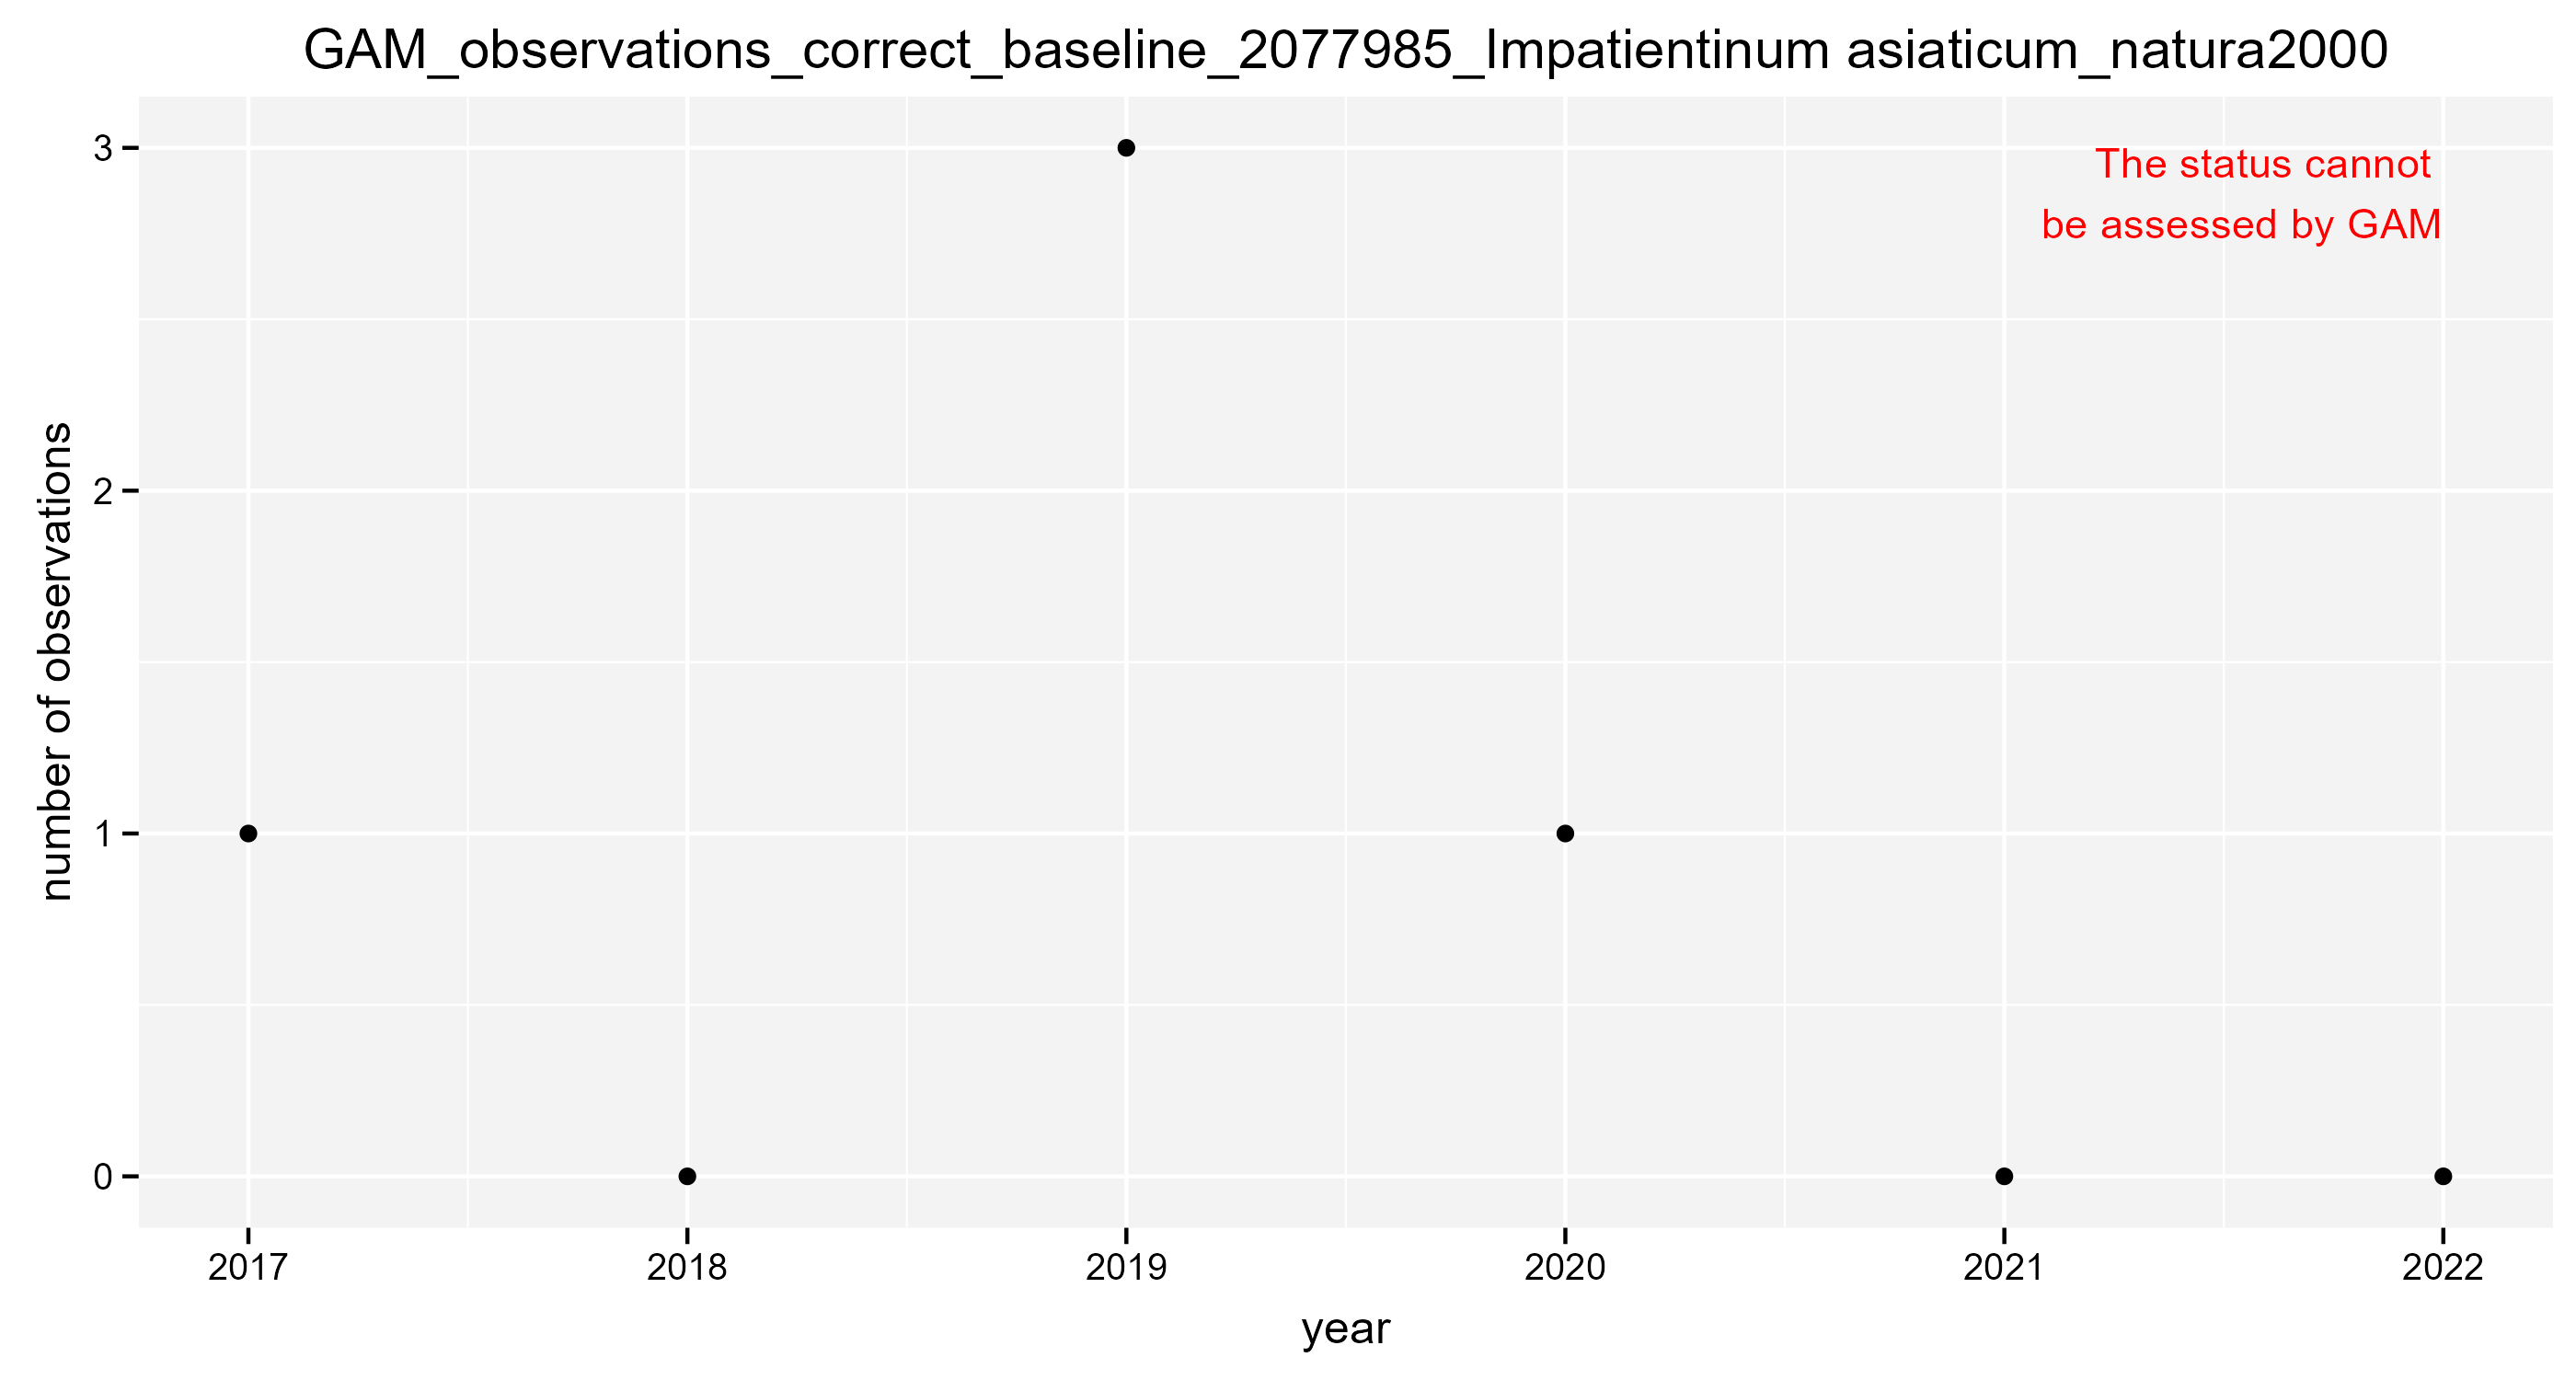 GAM_observations_correct_baseline_2077985_Impatientinum asiaticum_natura2000
The status cannot
be assessed by GAM
number of observations
3
2
1
0
2017
2018
2019
2020
2021
2022
year